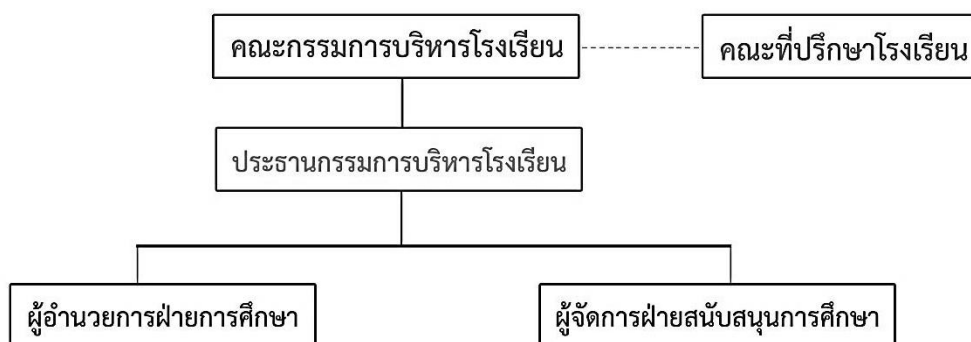 คณะกรรมการบริหารโรงเรียน
คณะที่ปรึกษาโรงเรียน
ประธานกรรมการบริหารโรงเรียน
ผู้อำนวยการฝ่ายการศึกษา
ผู้จัดการฝ่ายสนับสนุนการศึกษา